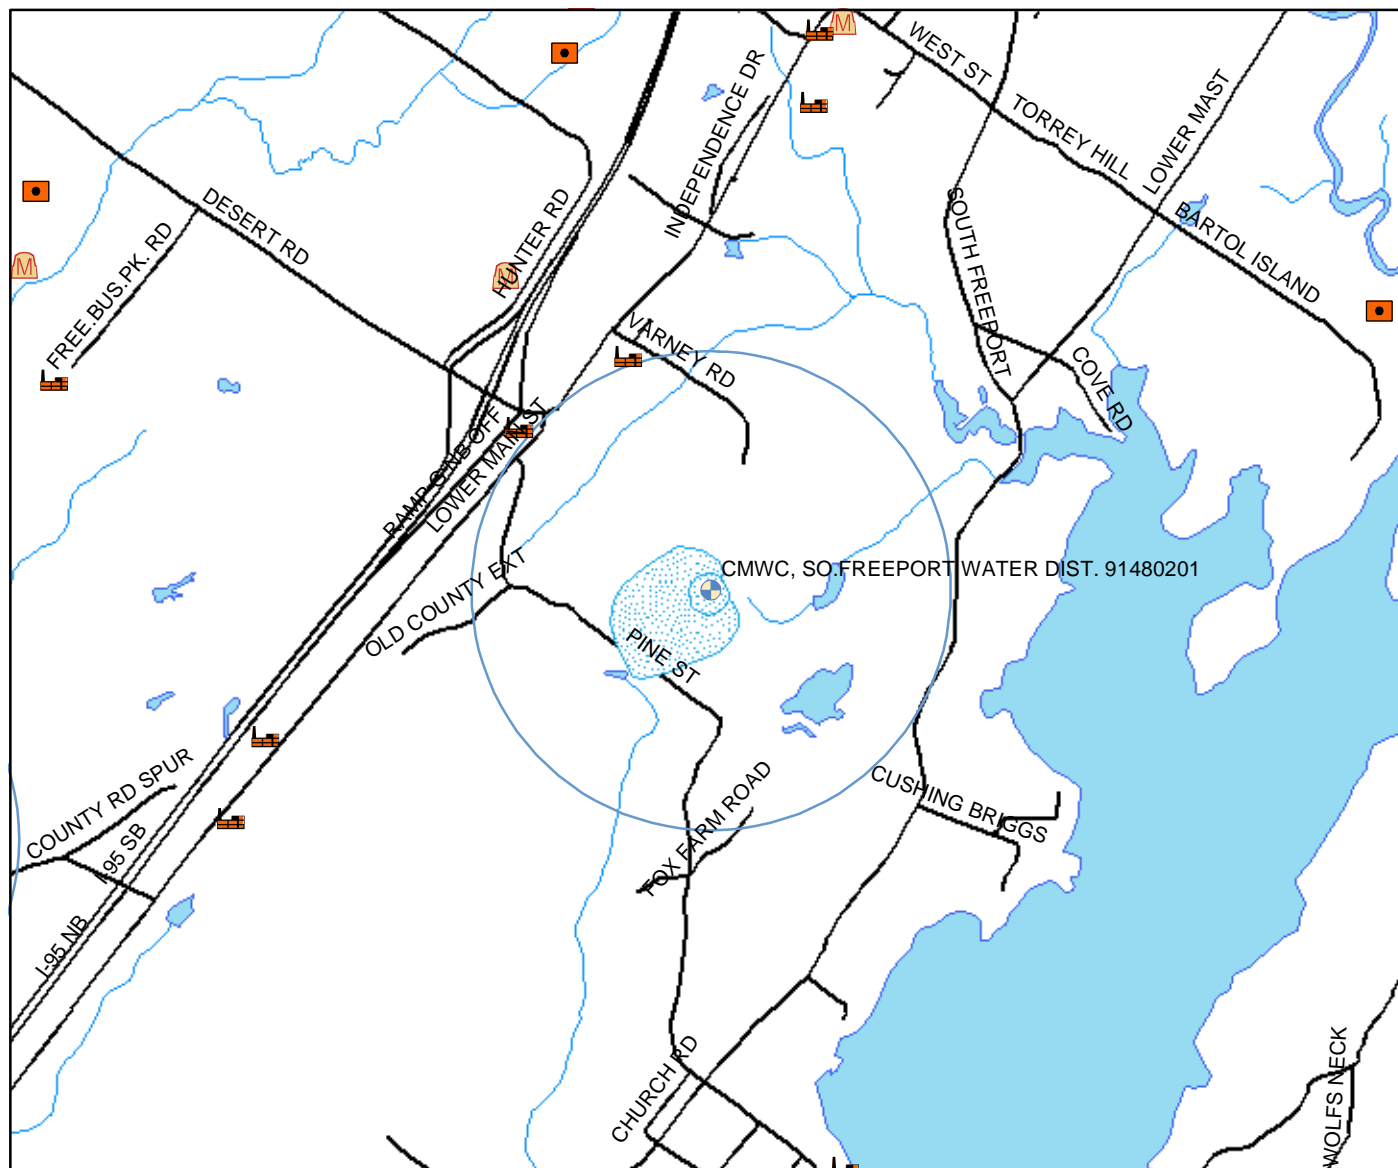 WEST ST
INDEPENDENCE DR
TORREY HILL
LOWER MAST
DESERT RD
HUNTER RD
SOUTH FREEPORT
BARTOL ISLAND
FREE.BUS.PK. RD
M
M
M
VARNEY RD
COVE RD
RAMP G NB OFF
LOWER MAIN ST
CMWC, SO.FREEPORT WATER DIST. 91480201
OLD COUNTY EXT
PINE ST
COUNTY RD SPUR
FOX FARM ROAD
CUSHING BRIGGS
I-95 SB
I-95 NB
CHURCH RD
WOLFS NECK